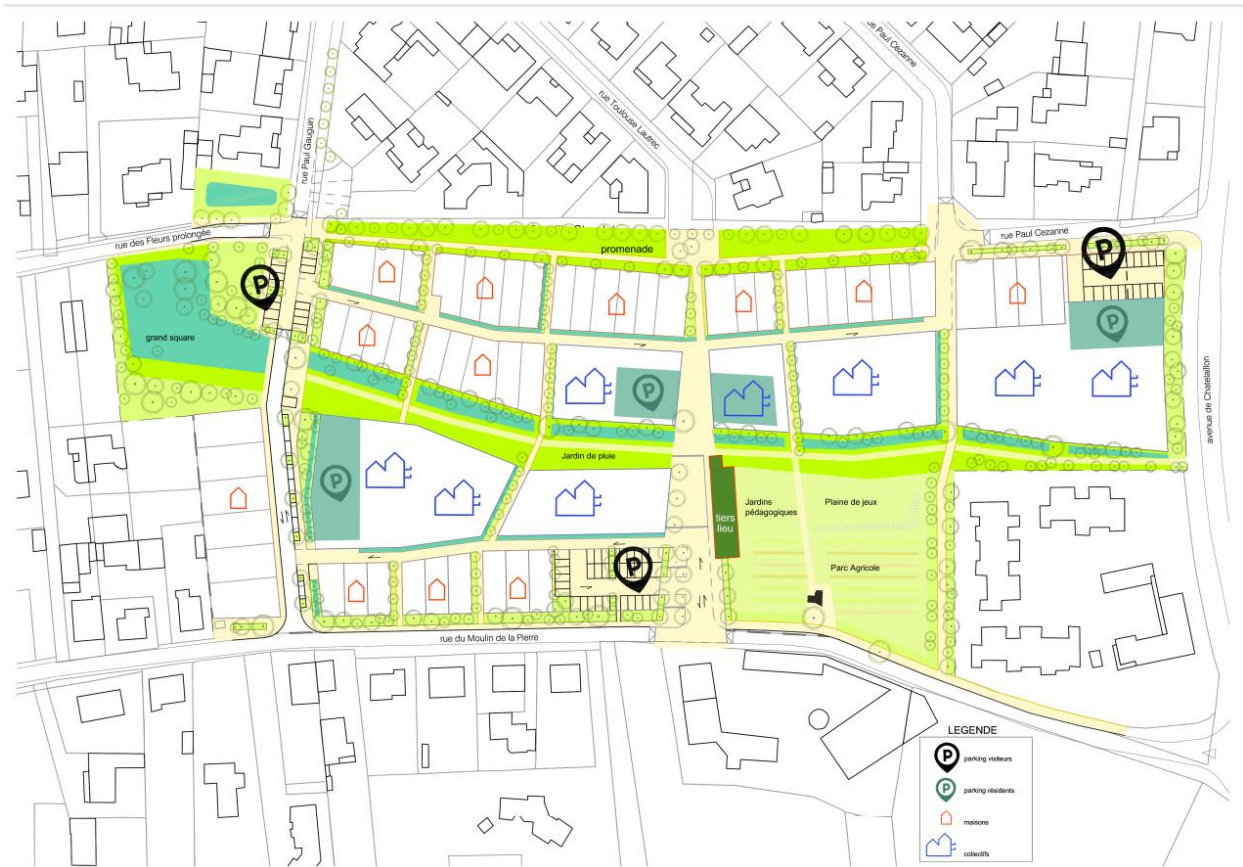 rue Paul Cezanne
rue Toulouse Lautrec
rue Paul Gauguin
rue des Fleurs prolongée
promenade
rue Paul Cezanne
P
P
grand square
P
P
avenue de Chatelaillon
Jardin de pluie
P
Jardins
pédagogiques
Plaine de jeux
tiers
lieu
P
Parc Agricole
rue du Moulin de la Pierre
LEGENDE
P parking visiteurs
P parking résidents
maisons
collectifs